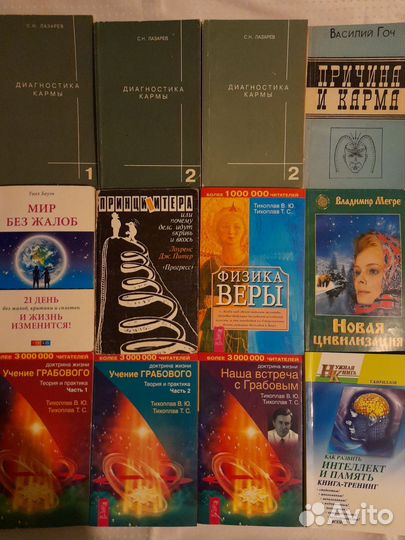 С.Н. ЛАЗАРЕВ
ДИАГНОСТИКА
КАРМЫ
1
С.Н. ЛАЗАРЕВ
ДИАГНОСТИКА
КАРМЫ
2
С.Н. ЛАЗАРЕВ
ДИАГНОСТИКА
КАРМЫ
2
ВАСИЛИЙ ГОЧ
ПРИЧИНА
И КАРМА
Уилл Боуэн
МИР
БЕЗ ЖАЛОБ
21 ДЕНЬ
без жалоб, критики и сплетен
И ЖИЗНЬ
ИЗМЕНИТСЯ!
ПРИНЦИП ПИТЕРА
или
почему
дела идут
вкривь
и вкось
Лоуренс
Дж. Питер
«Прогресс»
БОЛЕЕ 1 000 000 ЧИТАТЕЛЕЙ
Тихоплав В. Ю.
Тихоплав Т. С.
ФИЗИКА
ВЕРЫ
Владимир Мегре
Новая
цивилизация
БОЛЕЕ 3 000 000 ЧИТАТЕЛЕЙ
ДОКТРИНА ЖИЗНИ
Учение ГРАБОВОГО
Теория и практика
Часть 1
Тихоплав В. Ю.
Тихоплав Т. С.
БОЛЕЕ 3 000 000 ЧИТАТЕЛЕЙ
ДОКТРИНА ЖИЗНИ
Учение ГРАБОВОГО
Теория и практика
Часть 2
Тихоплав В. Ю.
Тихоплав Т. С.
БОЛЕЕ 3 000 000 ЧИТАТЕЛЕЙ
ДОКТРИНА ЖИЗНИ
Наша встреча
с Грабовым
Тихоплав В. Ю.
Тихоплав Т. С.
НУЖНАЯ
КНИГА
КАК РАЗВИТЬ
ИНТЕЛЛЕКТ
И ПАМЯТЬ
КНИГА-ТРЕНИНГ
Avito